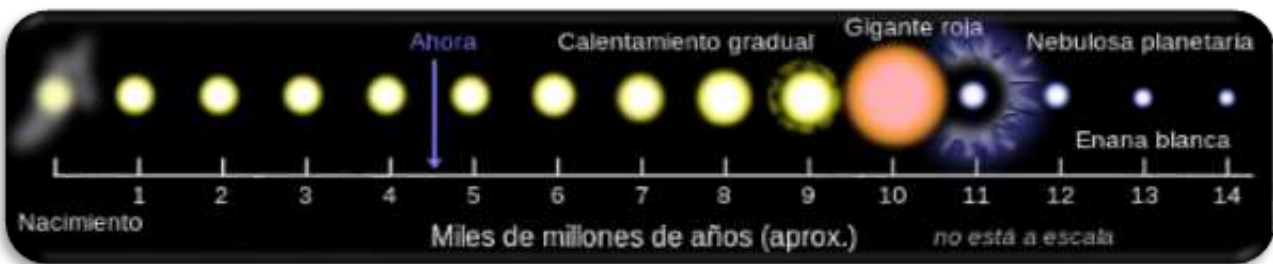 Gigante roja
Ahora Calentamiento gradual Nebulosa planetaria
Enana blanca
1 2 3 4 5 6 7 8 9 10 11 12 13 14
Nacimiento
Miles de millones de años (aprox.) no está a escala